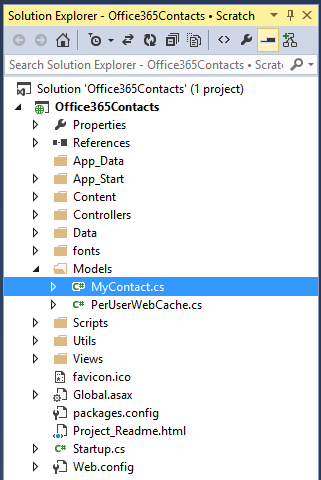 Solution Explorer - Office365Contacts • Scratch
Search Solution Explorer - Office365Contacts • Scratc
Solution 'Office365Contacts' (1 project)
Office365Contacts
Properties
References
App_Data
App_Start
Content
Controllers
Data
fonts
Models
C# MyContact.cs
C# PerUserWebCache.cs
Scripts
Utils
Views
favicon.ico
Global.asax
packages.config
Project_Readme.html
C# Startup.cs
Web.config